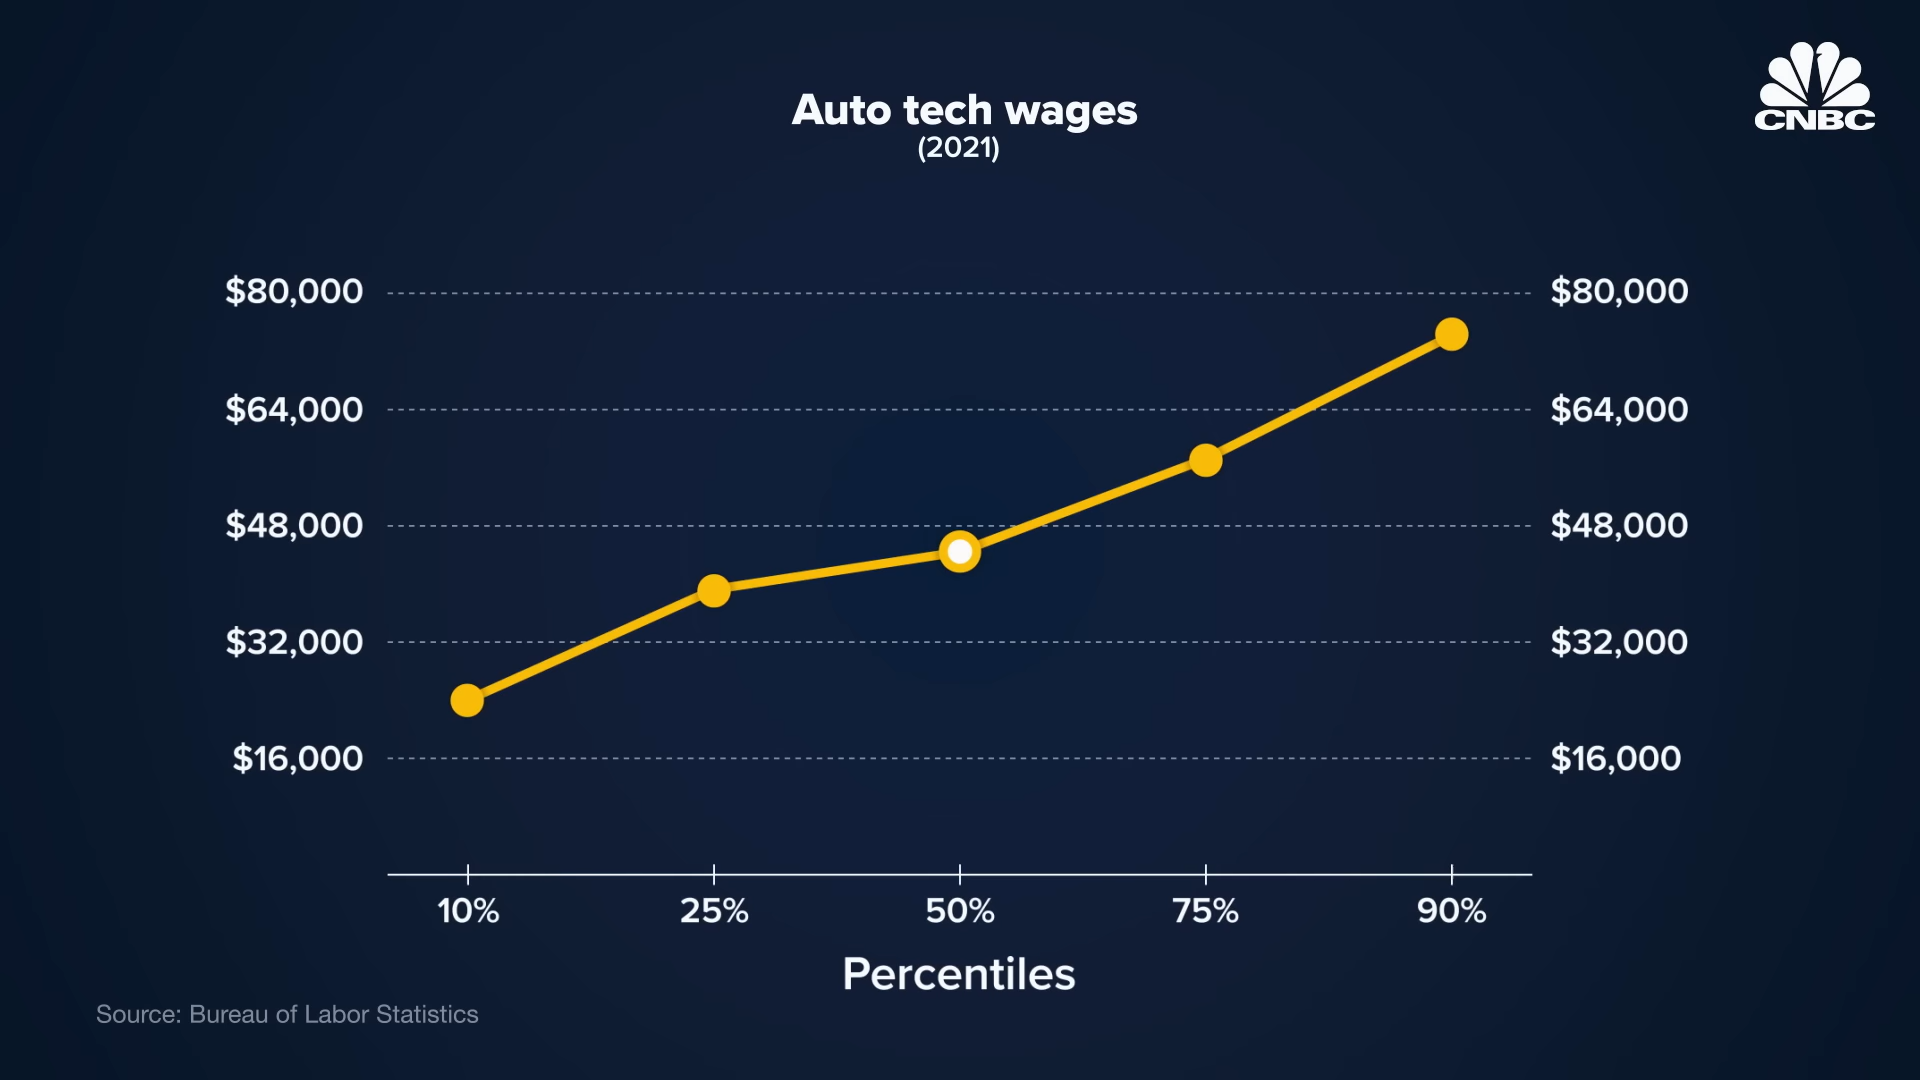 CNBC
Auto tech wages
(2021)
$80,000 $80,000
$64,000 $64,000
$48,000 $48,000
$32,000 $32,000
$16,000 $16,000
10% 25% 50% 75% 90%
Percentiles
Source: Bureau of Labor Statistics